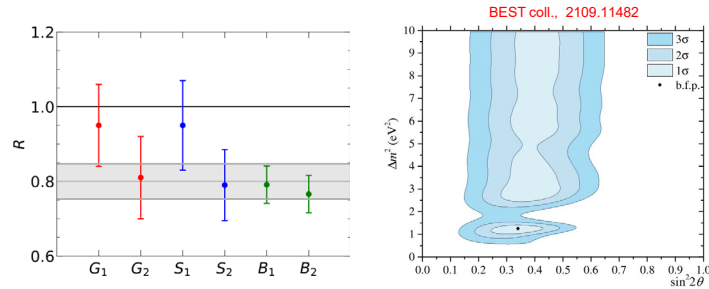 BEST coll., 2109.11482
1.2
1.0
R
0.8
0.6
G₁ G₂ S₁ S₂ B₁ B₂
10
9
8
7
6
Δm² (eV²)
5
4
3
2
1
0
0.0 0.1 0.2 0.3 0.4 0.5 0.6 0.7 0.8 0.9 1.0
sin²2θ
3σ
2σ
1σ
b.f.p.